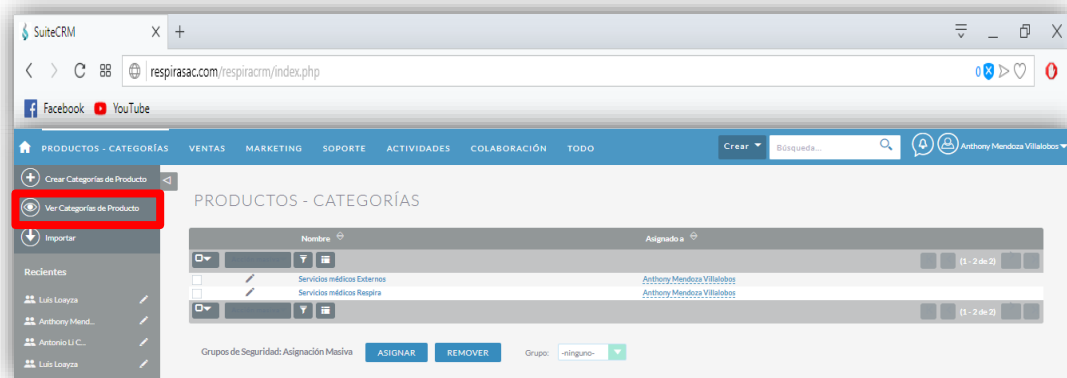 SuiteCRM
respirasac.com/respiracrm/index.php
0
Facebook YouTube
PRODUCTOS - CATEGORÍAS VENTAS MARKETING SOPORTE ACTIVIDADES COLABORACIÓN TODO Crear Búsqueda... Anthony Mendoza Villalobos
Crear Categorías de Producto
Ver Categorías de Producto
Importar
Recientes
Luis Loayza
Anthony Mend...
Antonio Li C...
Luis Loayza
PRODUCTOS - CATEGORÍAS
Nombre Asignado a
(1 - 2 de 2)
Servicios médicos Externos Anthony Mendoza Villalobos
Servicios médicos Respira Anthony Mendoza Villalobos
(1 - 2 de 2)
Grupos de Seguridad: Asignación Masiva ASIGNAR REMOVER Grupo: -ninguno-